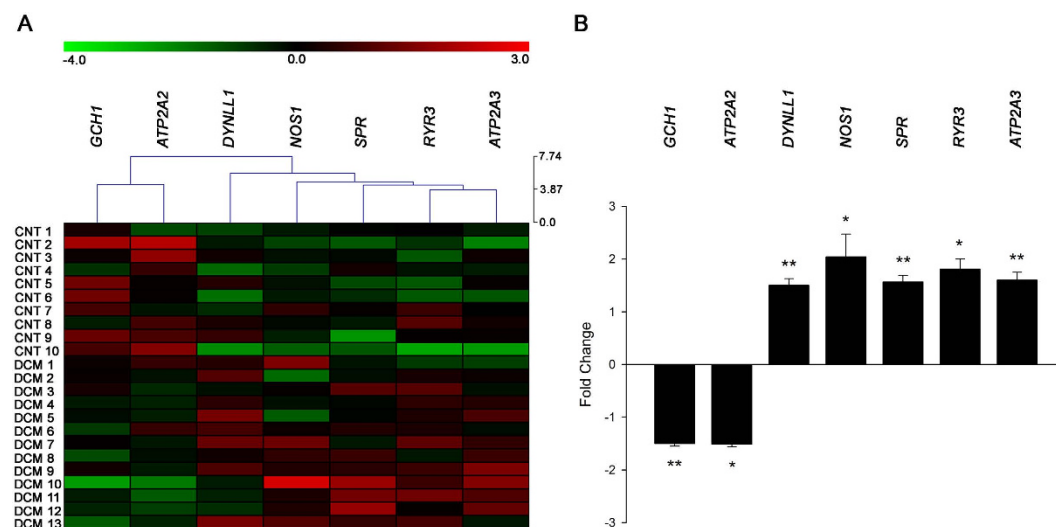 A
B
-4.0 0.0 3.0
GCH1 ATP2A2 DYNLL1 NOS1 SPR RYR3 ATP2A3
7.74
3.87
0.0
CNT 1
CNT 2
CNT 3
CNT 4
CNT 5
CNT 6
CNT 7
CNT 8
CNT 9
CNT 10
DCM 1
DCM 2
DCM 3
DCM 4
DCM 5
DCM 6
DCM 7
DCM 8
DCM 9
DCM 10
DCM 11
DCM 12
DCM 13
GCH1 ATP2A2 DYNLL1 NOS1 SPR RYR3 ATP2A3
Fold Change
3
2
1
0
-1
-2
-3
** * ** *
** * ** **